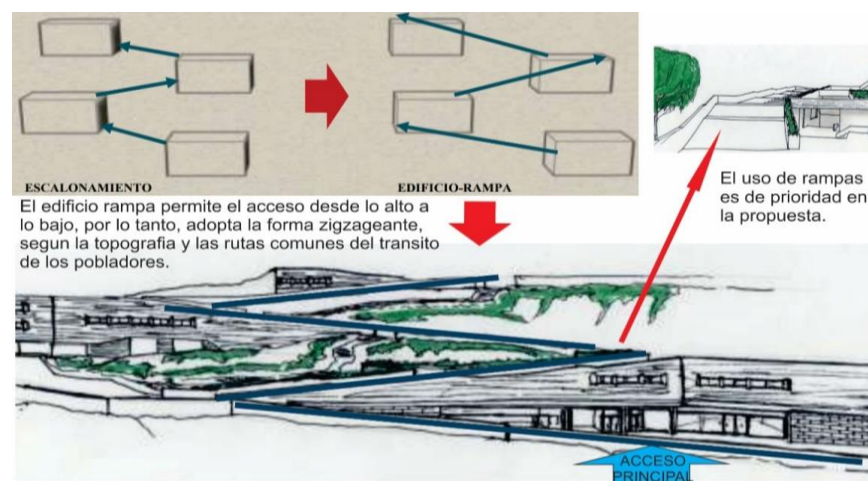 ESCALONAMIENTO
EDIFICIO-RAMPA
El edificio rampa permite el acceso desde lo alto a
lo bajo, por lo tanto, adopta la forma zigzageante,
segun la topografia y las rutas comunes del transito
de los pobladores.
El uso de rampas
es de prioridad en
la propuesta.
ACCESO
PRINCIPAL